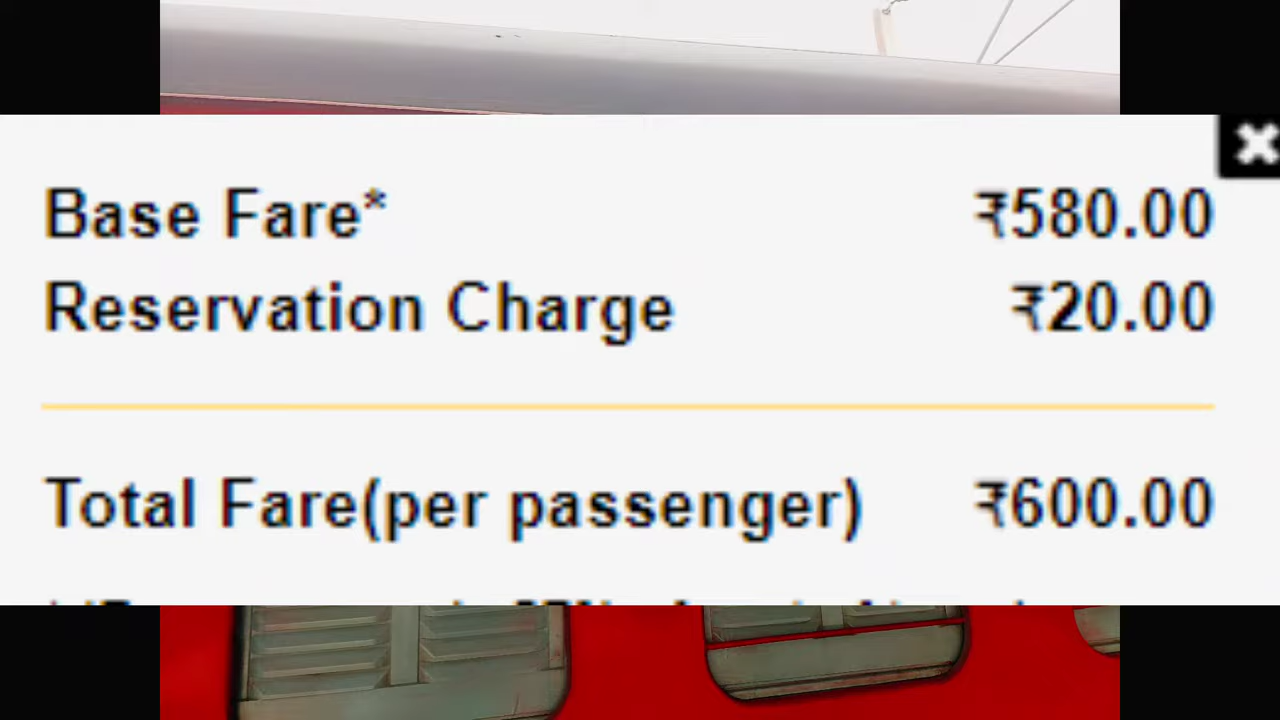 Base Fare* ₹580.00
Reservation Charge ₹20.00
Total Fare(per passenger) ₹600.00